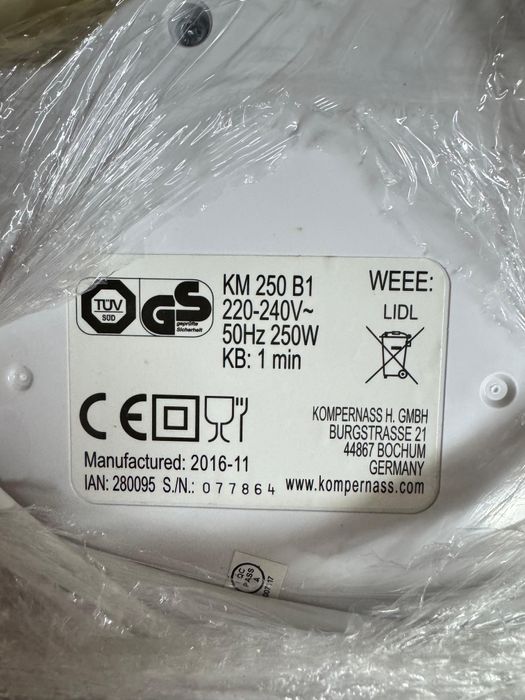 TÜV
SÜD
GS
geprüfte
Sicherheit
KM 250 B1
220-240V~
50Hz 250W
KB: 1 min
WEEE:
LIDL
CE
KOMPERNASS H. GMBH
BURGSTRASSE 21
44867 BOCHUM
GERMANY
Manufactured: 2016-11
IAN: 280095 S./N.: 077864 www.kompernass.com
QC
PASS
A